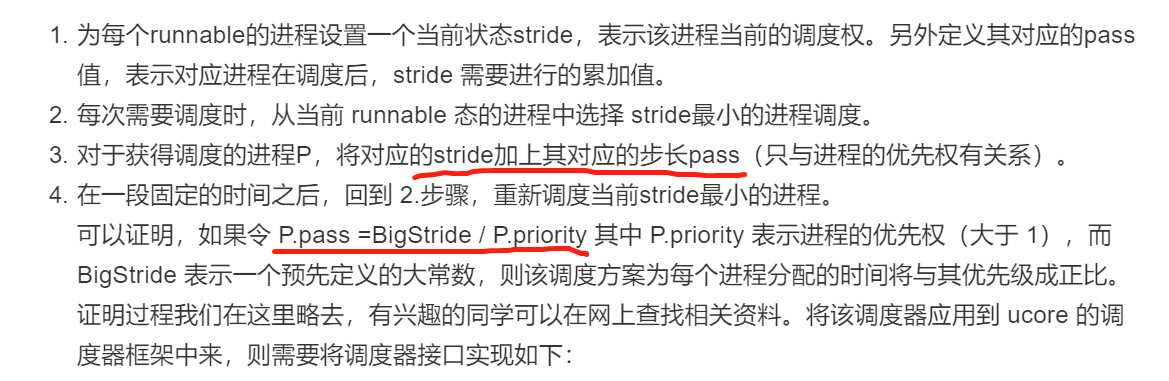 1. 为每个runnable的进程设置一个当前状态stride，表示该进程当前的调度权。另外定义其对应的pass
值，表示对应进程在调度后，stride 需要进行的累加值。
2. 每次需要调度时，从当前 runnable 态的进程中选择 stride最小的进程调度。
3. 对于获得调度的进程P，将对应的stride加上其对应的步长pass（只与进程的优先权有关系）。
4. 在一段固定的时间之后，回到 2.步骤，重新调度当前stride最小的进程。
可以证明，如果令 P.pass =BigStride / P.priority 其中 P.priority 表示进程的优先权（大于 1），而
BigStride 表示一个预先定义的大常数，则该调度方案为每个进程分配的时间将与其优先级成正比。
证明过程我们在这里略去，有兴趣的同学可以在网上查找相关资料。将该调度器应用到 ucore 的调
度器框架中来，则需要将调度器接口实现如下：